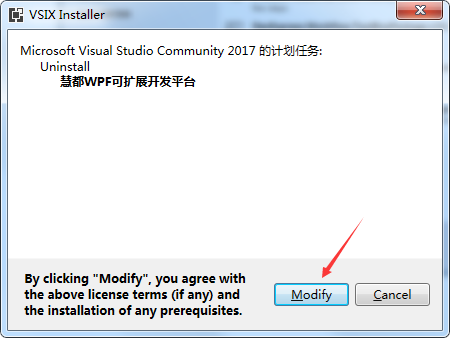 VSIX Installer
Microsoft Visual Studio Community 2017 的计划任务:
Uninstall
慧都WPF可扩展开发平台
By clicking "Modify", you agree with
the above license terms (if any) and
the installation of any prerequisites.
Modify
Cancel